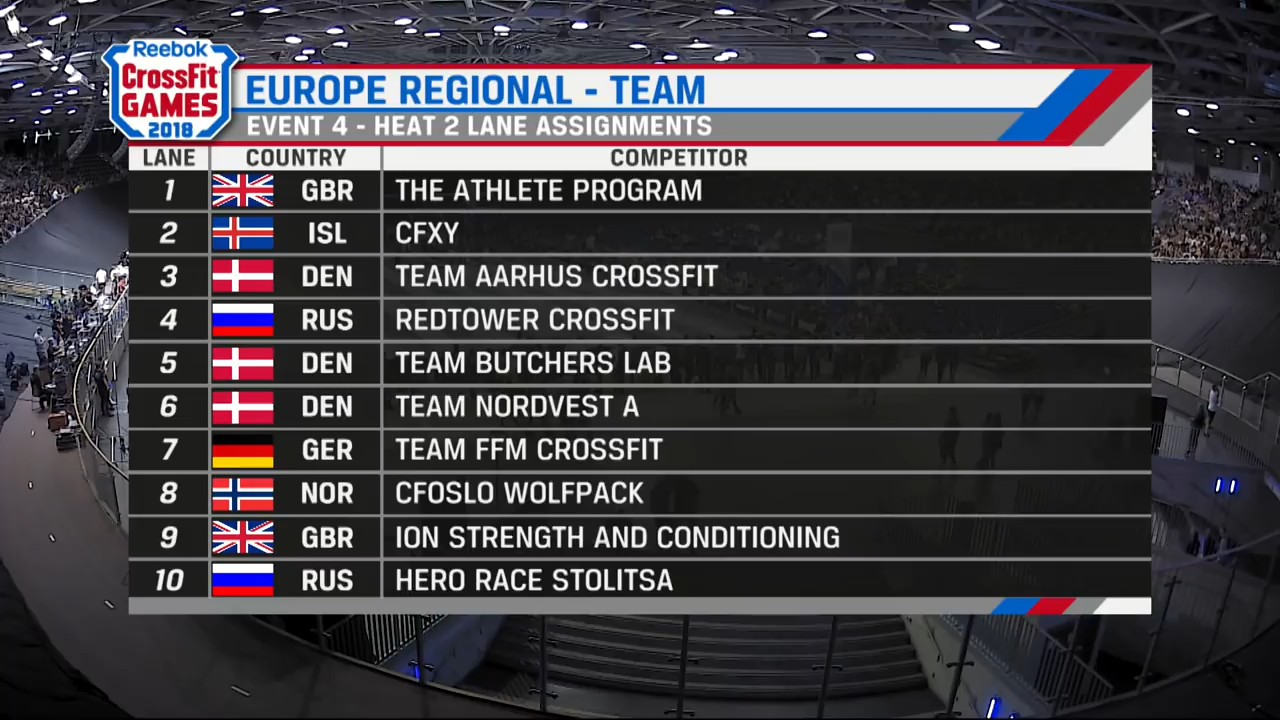 Reebok
CrossFit
GAMES
2018
EUROPE REGIONAL - TEAM
EVENT 4 - HEAT 2 LANE ASSIGNMENTS
LANE COUNTRY COMPETITOR
1 GBR THE ATHLETE PROGRAM
2 ISL CFXY
3 DEN TEAM AARHUS CROSSFIT
4 RUS REDTOWER CROSSFIT
5 DEN TEAM BUTCHERS LAB
6 DEN TEAM NORDVEST A
7 GER TEAM FFM CROSSFIT
8 NOR CFOSLO WOLFPACK
9 GBR ION STRENGTH AND CONDITIONING
10 RUS HERO RACE STOLITSA